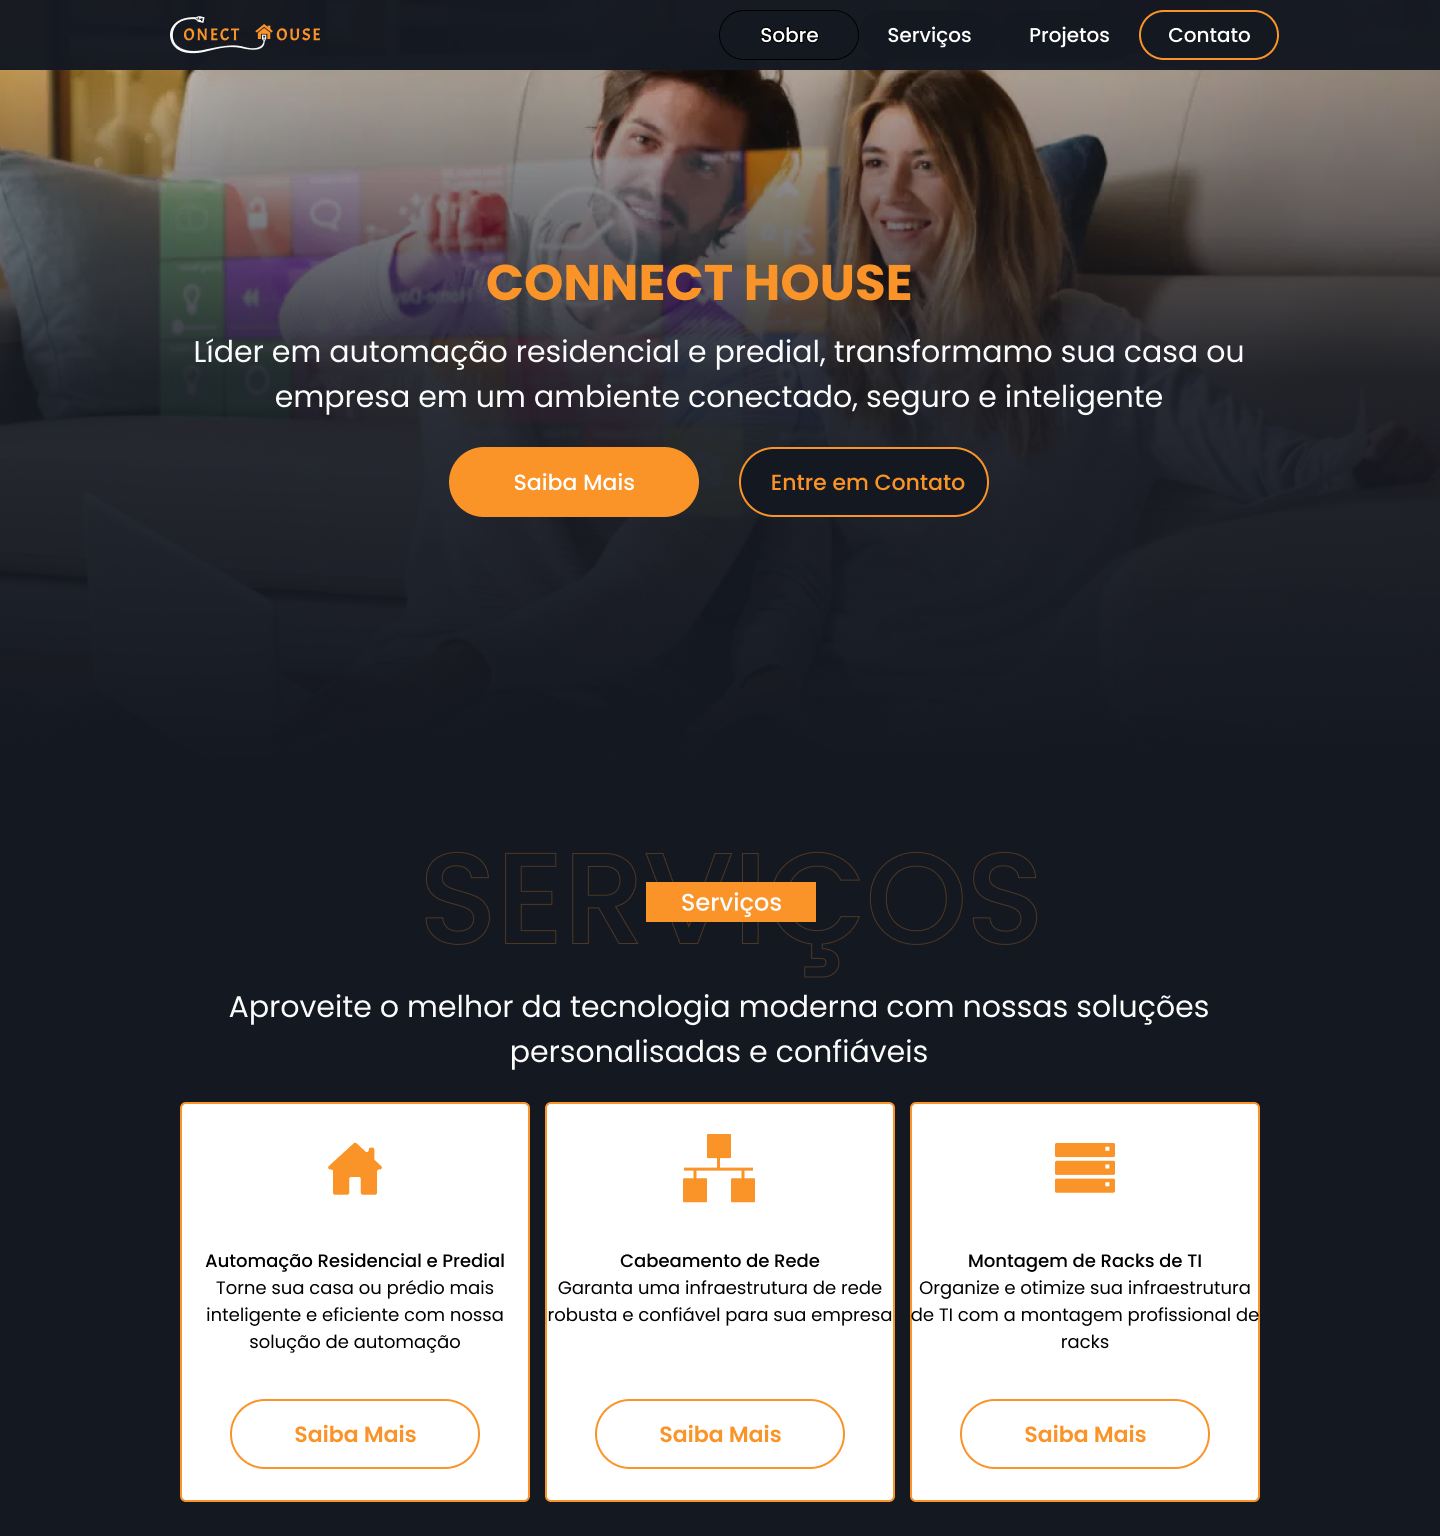 ONECT OUSE
Sobre
Serviços
Projetos
Contato
CONNECT HOUSE
Líder em automação residencial e predial, transformamo sua casa ou
empresa em um ambiente conectado, seguro e inteligente
Saiba Mais
Entre em Contato
SERVIÇOS
Serviços
Aproveite o melhor da tecnologia moderna com nossas soluções
personalisadas e confiáveis
Automação Residencial e Predial
Torne sua casa ou prédio mais
inteligente e eficiente com nossa
solução de automação
Saiba Mais
Cabeamento de Rede
Garanta uma infraestrutura de rede
robusta e confiável para sua empresa
Saiba Mais
Montagem de Racks de TI
Organize e otimize sua infraestrutura
de TI com a montagem profissional de
racks
Saiba Mais